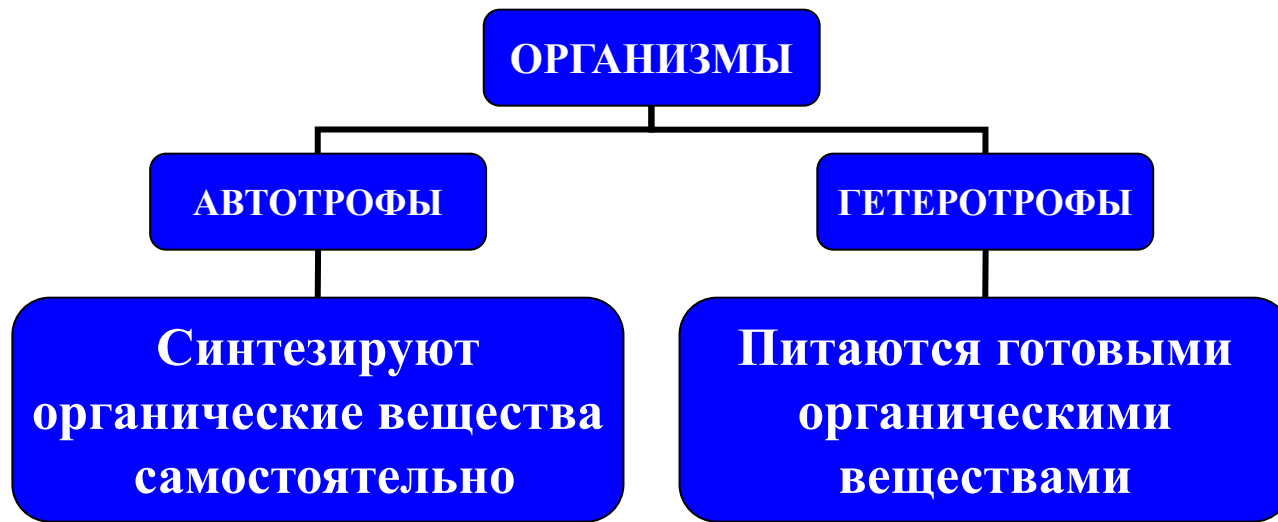 ОРГАНИЗМЫ
АВТОТРОФЫ
ГЕТЕРОТРОФЫ
Синтезируют
органические вещества
самостоятельно
Питаются готовыми
органическими
веществами